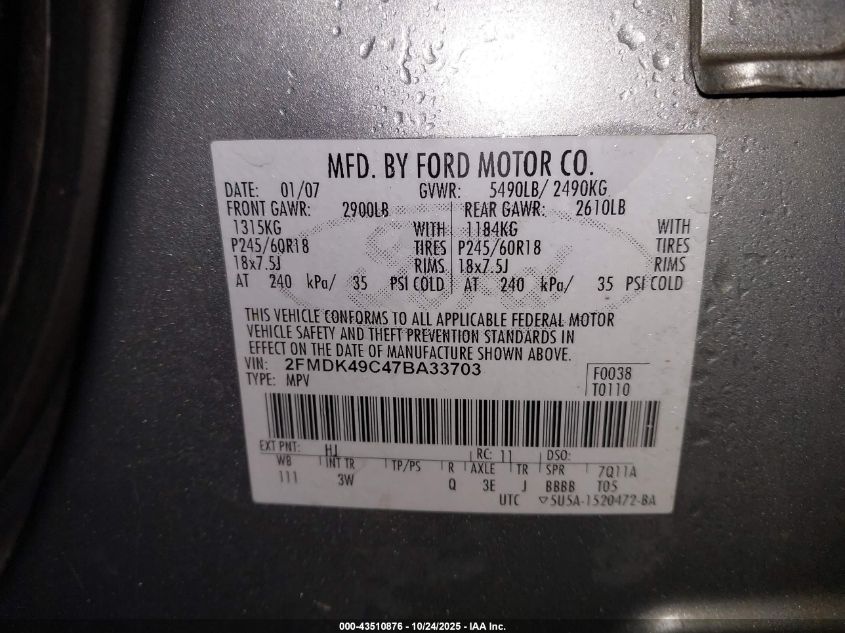 MFD. BY FORD MOTOR CO.
DATE: 01/07 GVWR: 5490LB/ 2490KG
FRONT GAWR: 2900LB REAR GAWR: 2610LB
1315KG WITH 1184KG WITH
P245/60R18 TIRES P245/60R18 TIRES
18x7.5J RIMS 18x7.5J RIMS
AT 240 kPa/ 35 PSI COLD AT 240 kPa/ 35 PSI COLD
THIS VEHICLE CONFORMS TO ALL APPLICABLE FEDERAL MOTOR
VEHICLE SAFETY AND THEFT PREVENTION STANDARDS IN
EFFECT ON THE DATE OF MANUFACTURE SHOWN ABOVE.
VIN: 2FMDK49C47BA33703 F0038
TYPE: MPV T0110
EXT PNT: HJ RC: 11 DSO:
WB INT TR TP/PS R AXLE TR SPR 7Q11A
111 3W Q 3E J BBBB T05
UTC ▽5U5A-1520472-BA
000-43510876 - 10/24/2025 - IAA Inc.